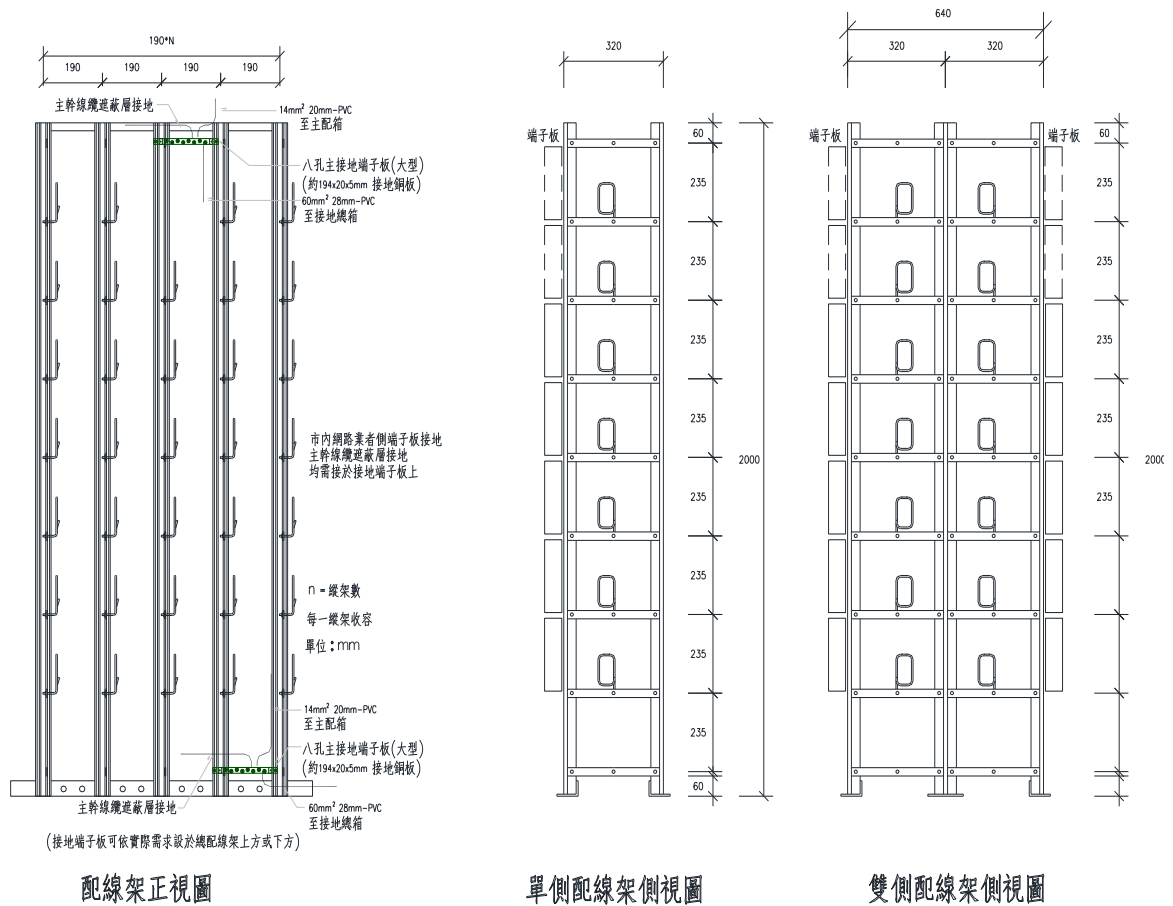 190*N
190
190
190
190
主幹線纜遮蔽層接地
14mm² 20mm-PVC
至主配箱
八孔主接地端子板(大型)
(約194x20x5mm 接地銅板)
60mm² 28mm-PVC
至接地總箱
市內網路業者側端子板接地
主幹線纜遮蔽層接地
均需接於接地端子板上
n = 縱架數
每一縱架收容
單位：mm
14mm² 20mm-PVC
至主配箱
八孔主接地端子板(大型)
(約194x20x5mm 接地銅板)
主幹線纜遮蔽層接地
60mm² 28mm-PVC
至接地總箱
(接地端子板可依實際需求設於總配線架上方或下方)
配線架正視圖
320
端子板
60
235
235
235
235
235
235
235
235
60
2000
單側配線架側視圖
640
320
320
端子板
端子板
60
235
235
235
235
235
235
235
235
60
2000
雙側配線架側視圖